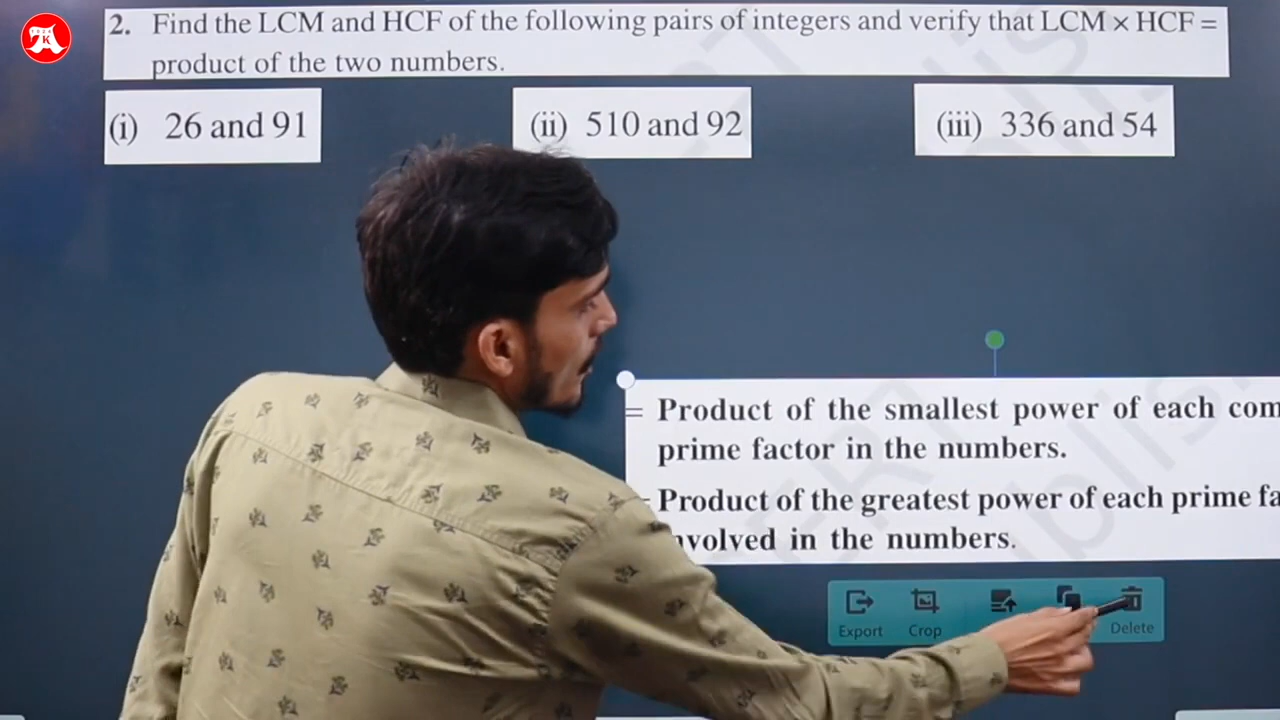 2. Find the LCM and HCF of the following pairs of integers and verify that LCM × HCF =
product of the two numbers.
(i) 26 and 91
(ii) 510 and 92
(iii) 336 and 54
= Product of the smallest power of each com
prime factor in the numbers.
Product of the greatest power of each prime fa
volved in the numbers.
Export
Crop
Delete